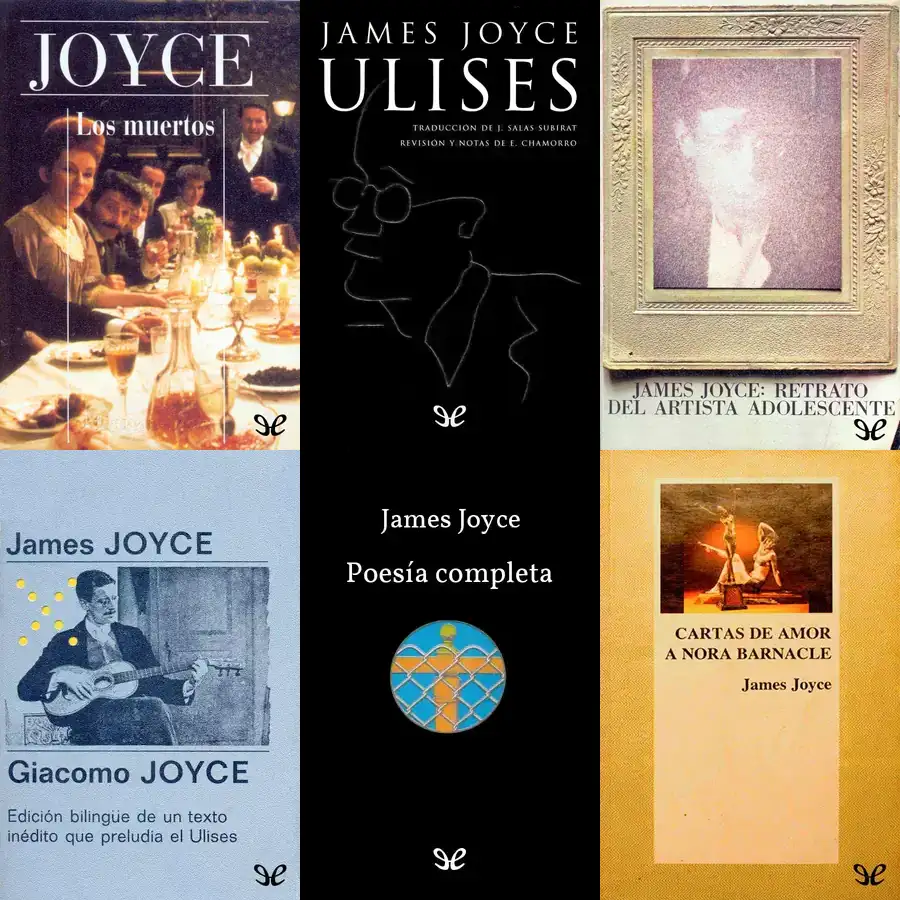 JOYCE
Los muertos
JAMES JOYCE
ULISES
TRADUCCIÓN DE J. SALAS SUBIRAT
REVISIÓN Y NOTAS DE E. CHAMORRO
JAMES JOYCE: RETRATO
DEL ARTISTA ADOLESCENTE
James JOYCE
Giacomo JOYCE
Edición bilingüe de un texto
inédito que preludia el Ulises
James Joyce
Poesía completa
CARTAS DE AMOR
A NORA BARNACLE
James Joyce